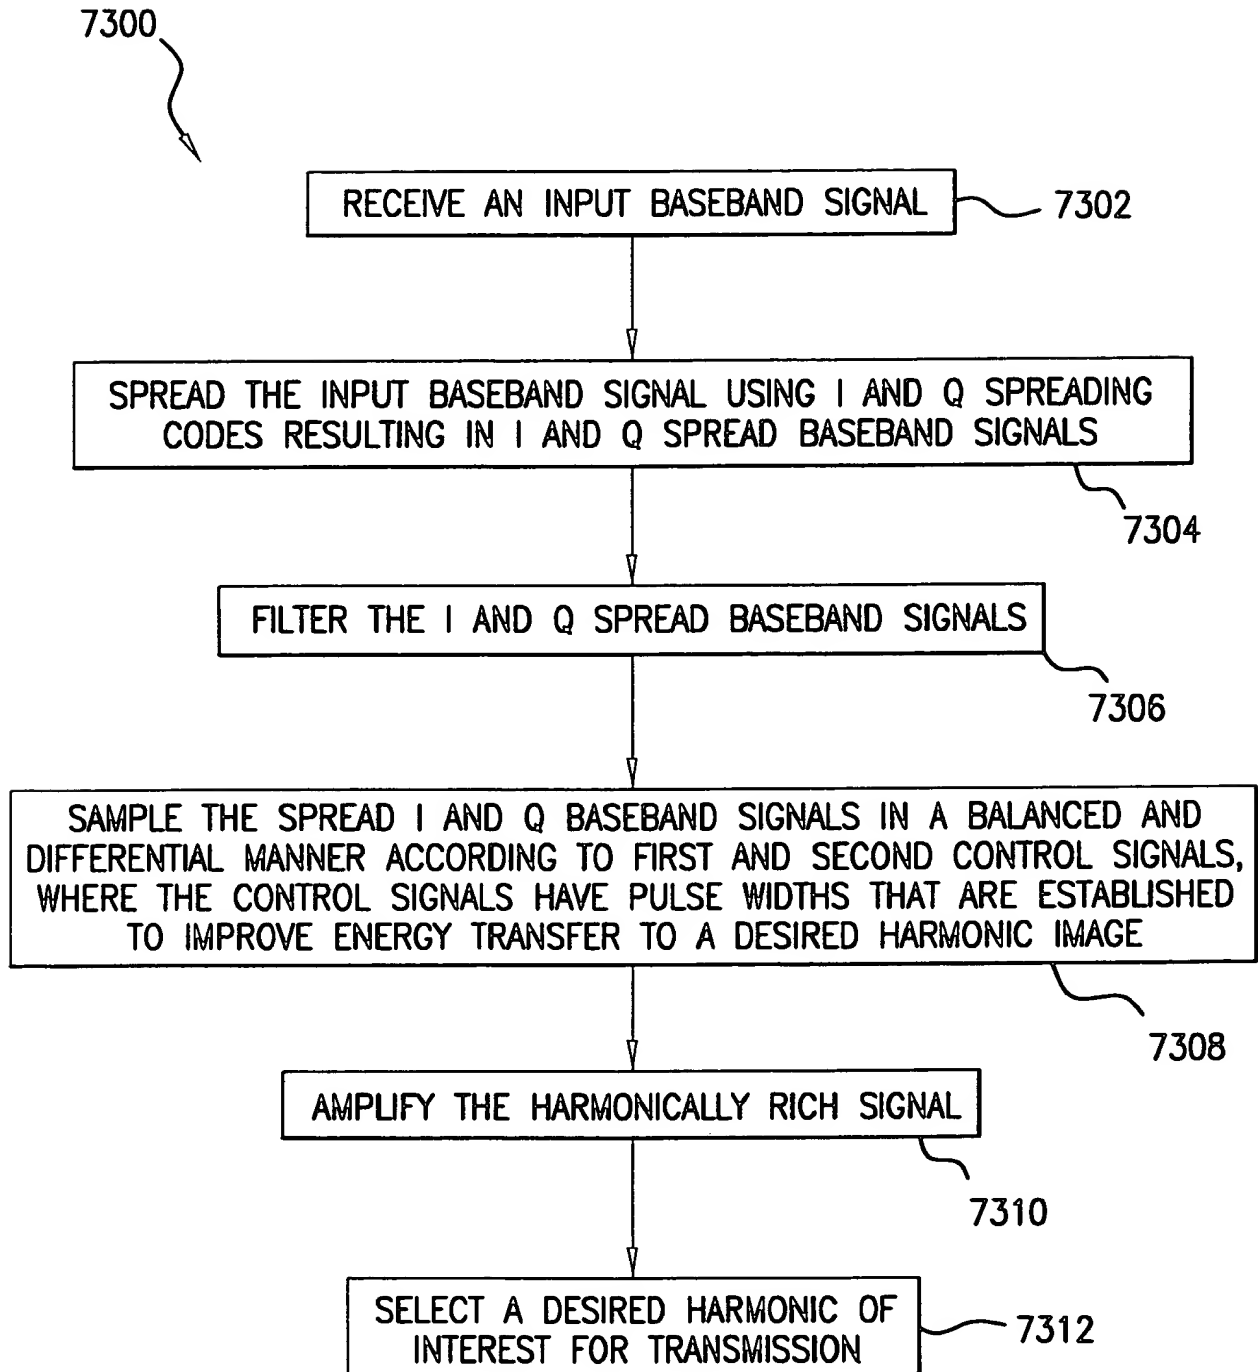 7300
RECEIVE AN INPUT BASEBAND SIGNAL
7302
SPREAD THE INPUT BASEBAND SIGNAL USING I AND Q SPREADING
CODES RESULTING IN I AND Q SPREAD BASEBAND SIGNALS
7304
FILTER THE I AND Q SPREAD BASEBAND SIGNALS
7306
SAMPLE THE SPREAD I AND Q BASEBAND SIGNALS IN A BALANCED AND
DIFFERENTIAL MANNER ACCORDING TO FIRST AND SECOND CONTROL SIGNALS,
WHERE THE CONTROL SIGNALS HAVE PULSE WIDTHS THAT ARE ESTABLISHED
TO IMPROVE ENERGY TRANSFER TO A DESIRED HARMONIC IMAGE
7308
AMPLIFY THE HARMONICALLY RICH SIGNAL
7310
SELECT A DESIRED HARMONIC OF
INTEREST FOR TRANSMISSION
7312